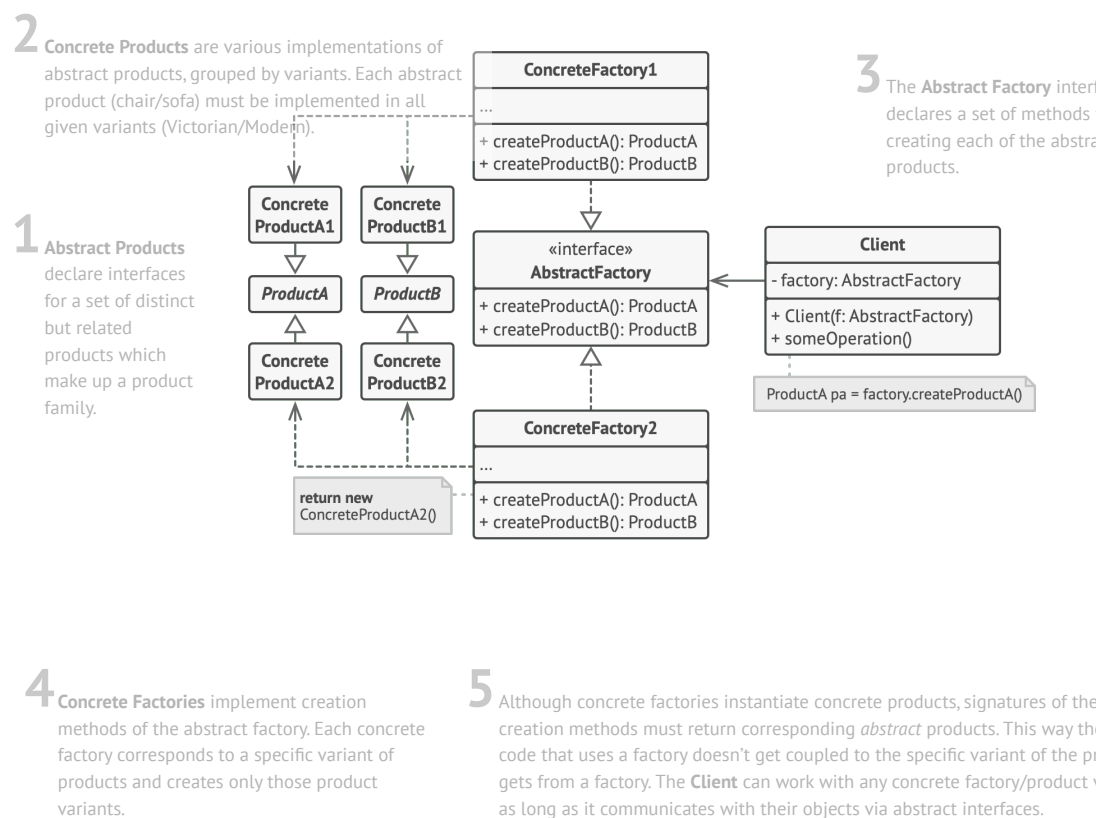 2
Concrete Products are various implementations of
abstract products, grouped by variants. Each abstract
product (chair/sofa) must be implemented in all
given variants (Victorian/Modern).
1
Abstract Products
declare interfaces
for a set of distinct
but related
products which
make up a product
family.
Concrete
ProductA1
Concrete
ProductB1
ProductA
ProductB
Concrete
ProductA2
Concrete
ProductB2
return new
ConcreteProductA2()
ConcreteFactory1
...
+ createProductA(): ProductA
+ createProductB(): ProductB
«interface»
AbstractFactory
+ createProductA(): ProductA
+ createProductB(): ProductB
ConcreteFactory2
...
+ createProductA(): ProductA
+ createProductB(): ProductB
3
The Abstract Factory
declares a set of methods
creating each of the
products.
Client
- factory: AbstractFactory
+ Client(f: AbstractFactory)
+ someOperation()
ProductA pa = factory.createProductA()
4
Concrete Factories implement creation
methods of the abstract factory. Each concrete
factory corresponds to a specific variant of
products and creates only those product
variants.
5
Although concrete factories instantiate concrete products, signatures of
creation methods must return corresponding abstract products. This way
code that uses a factory doesn't get coupled to the specific variant of the
gets from a factory. The Client can work with any concrete factory/product
as long as it communicates with their objects via abstract interfaces.